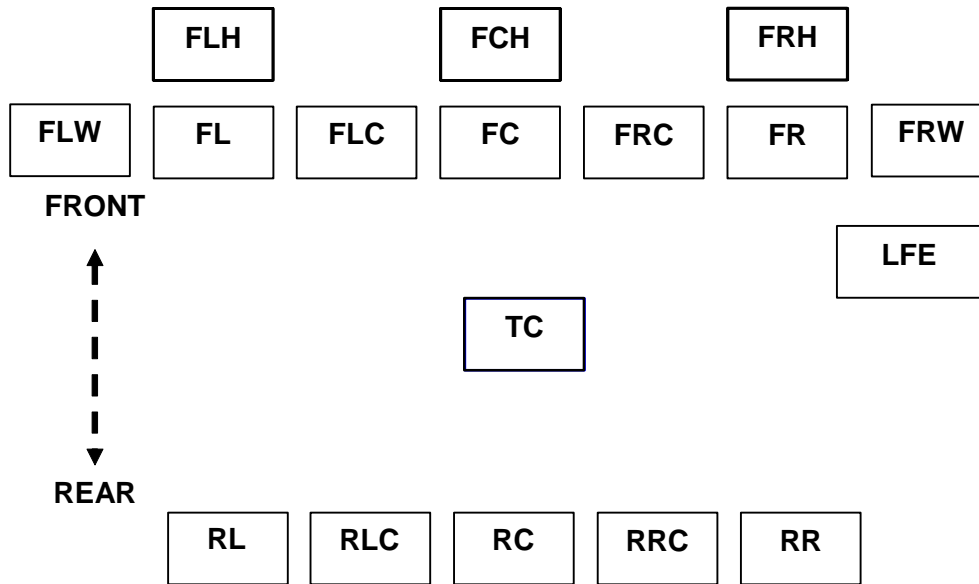 FLH FCH FRH
FLW FL FLC FC FRC FR FRW
FRONT
LFE
TC
REAR
RL RLC RC RRC RR